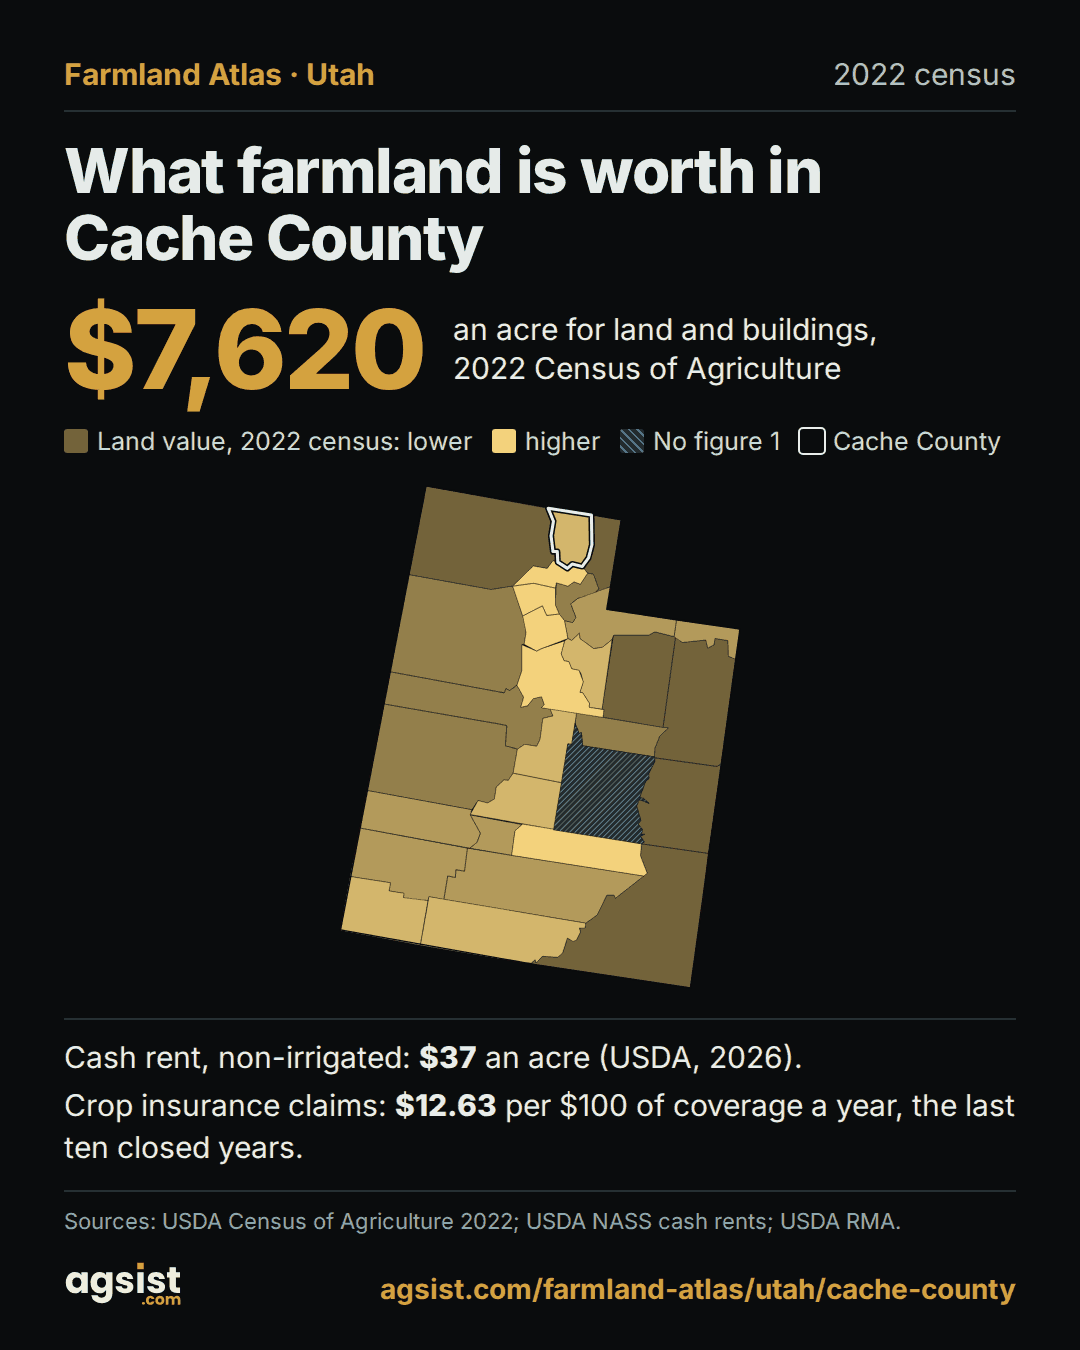 Farmland Atlas · Utah
2022 census
What farmland is worth in
Cache County
$7,620
an acre for land and buildings,
2022 Census of Agriculture
Land value, 2022 census: lower
higher
No figure 1
Cache County
Cash rent, non-irrigated: $37 an acre (USDA, 2026).
Crop insurance claims: $12.63 per $100 of coverage a year, the last
ten closed years.
Sources: USDA Census of Agriculture 2022; USDA NASS cash rents; USDA RMA.
agsist
.com
agsist.com/farmland-atlas/utah/cache-county